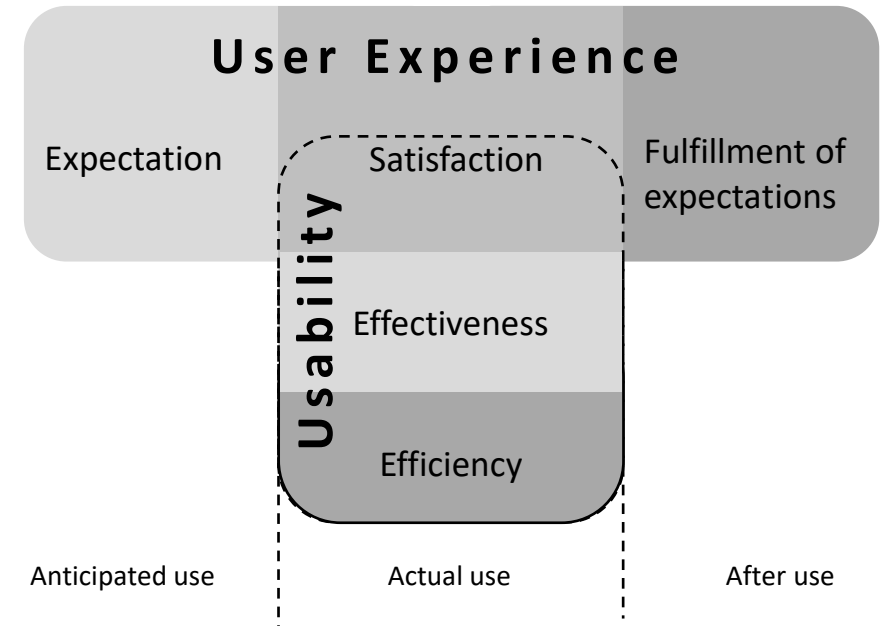 User Experience
Expectation
Satisfaction
Fulfillment of
expectations
Usability
Effectiveness
Efficiency
Anticipated use
Actual use
After use